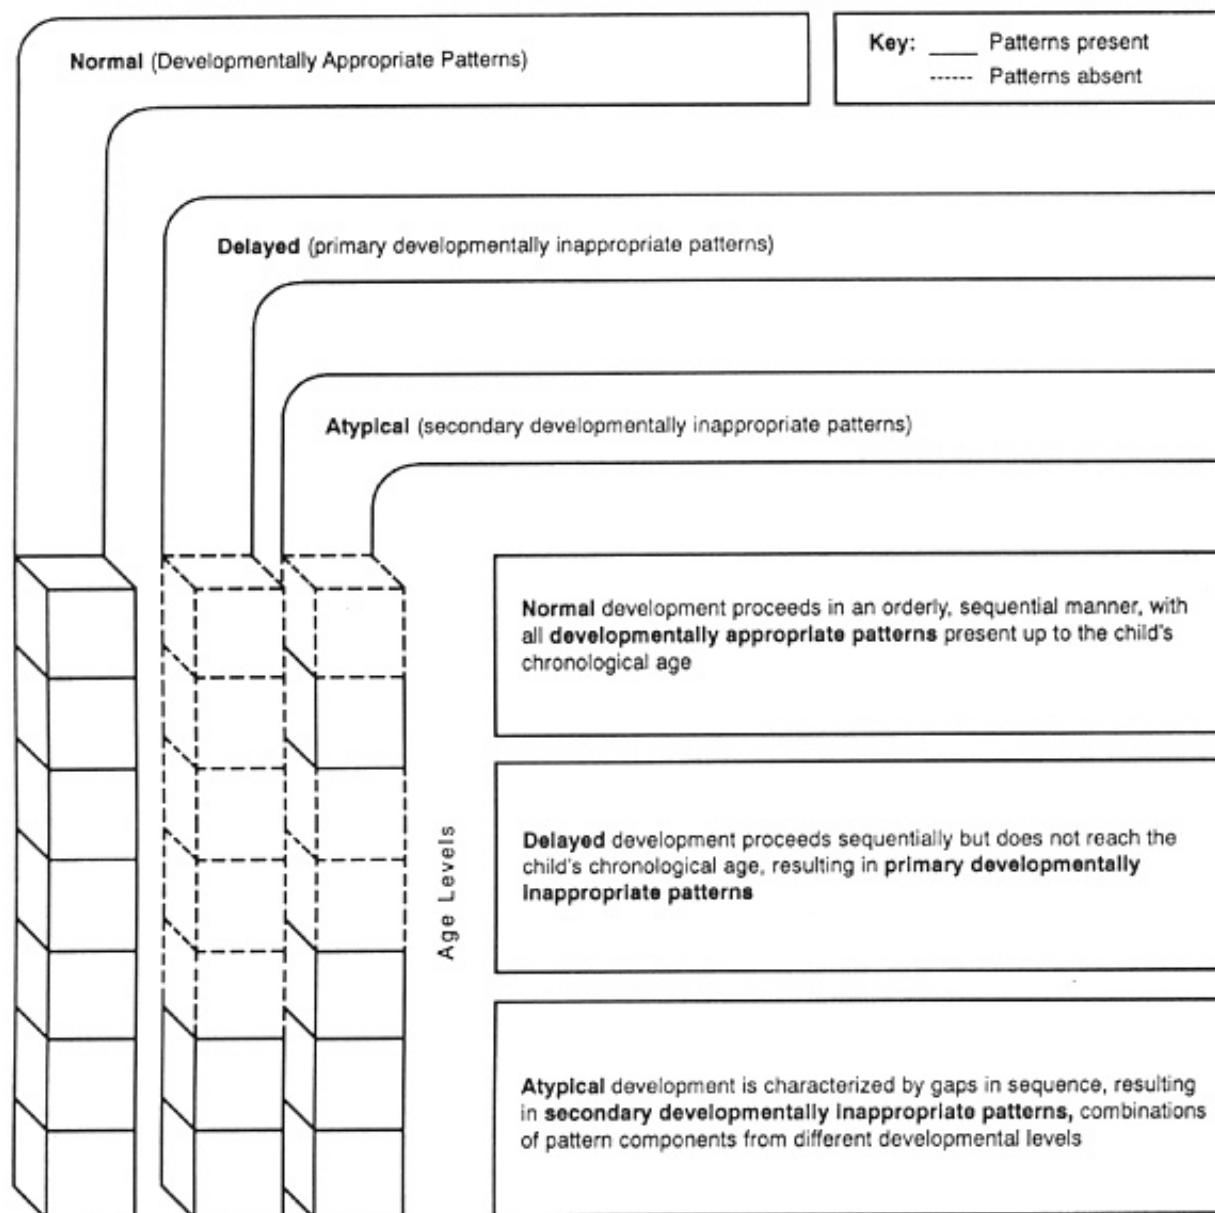 Normal (Developmentally Appropriate Patterns)
Key: ____ Patterns present
------ Patterns absent
Delayed (primary developmentally inappropriate patterns)
Atypical (secondary developmentally inappropriate patterns)
Normal development proceeds in an orderly, sequential manner, with
all developmentally appropriate patterns present up to the child's
chronological age
Age Levels
Delayed development proceeds sequentially but does not reach the
child's chronological age, resulting in primary developmentally
inappropriate patterns
Atypical development is characterized by gaps in sequence, resulting
in secondary developmentally inappropriate patterns, combinations
of pattern components from different developmental levels